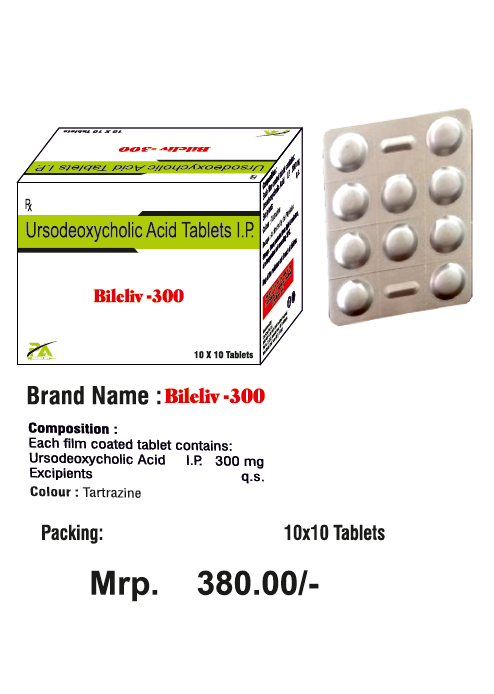 10 X 10 Tablets
Bileliv -300
Ursodeoxycholic Acid Tablets I.P.
Rx
Ursodeoxycholic Acid Tablets I.P.
Bileliv -300
10 X 10 Tablets
Brand Name : Bileliv -300
Composition :
Each film coated tablet contains:
Ursodeoxycholic Acid I.P. 300 mg
Excipients q.s.
Colour : Tartrazine
Packing: 10x10 Tablets
Mrp. 380.00/-